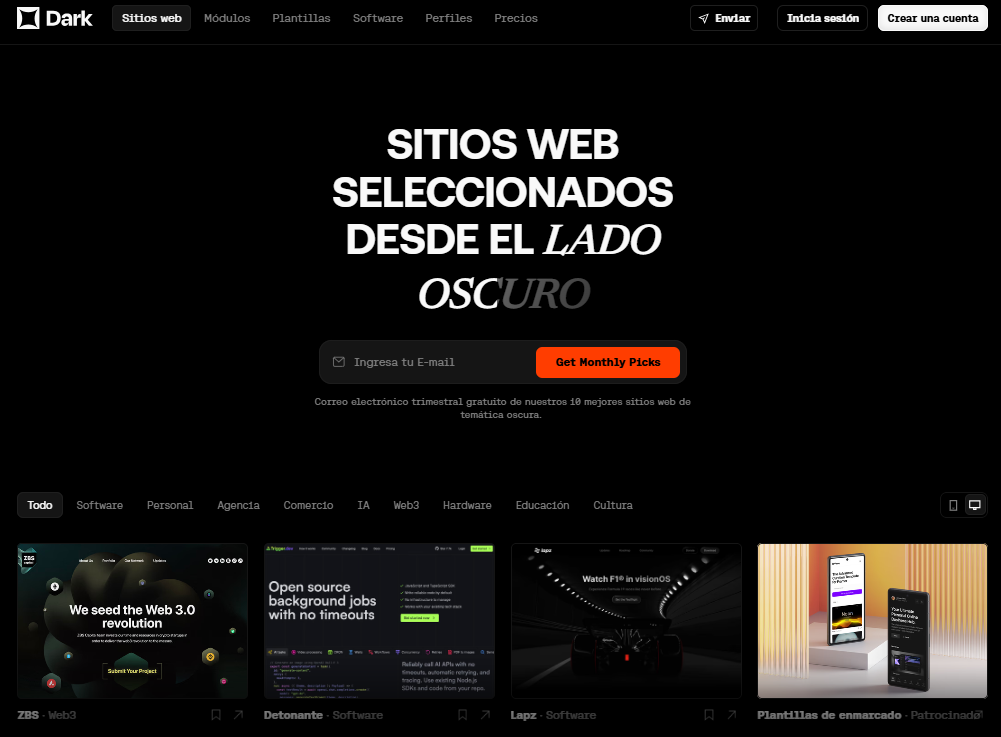 Dark
Sitios web
Módulos
Plantillas
Software
Perfiles
Precios
Enviar
Inicia sesión
Crear una cuenta
SITIOS WEB
SELECCIONADOS
DESDE EL LADO
OSCURO
Ingresa tu E-mail
Get Monthly Picks
Correo electrónico trimestral gratuito de nuestros 10 mejores sitios web de
temática oscura.
Todo
Software
Personal
Agencia
Comercio
IA
Web3
Hardware
Educación
Cultura
ZBS
We seed the Web 3.0
revolution
Submit Your Project
Trigger.dev
Open source
background jobs
with no timeouts
Reliably call AI APIs with no
timeouts, automatic retrying, and
tracing. Use existing Node.js
SDKs and code from your repo.
Lapz
Watch F1® in visionOS
ZBS · Web3
Detonante · Software
Lapz · Software
Plantillas de enmarcado · Patrocinado